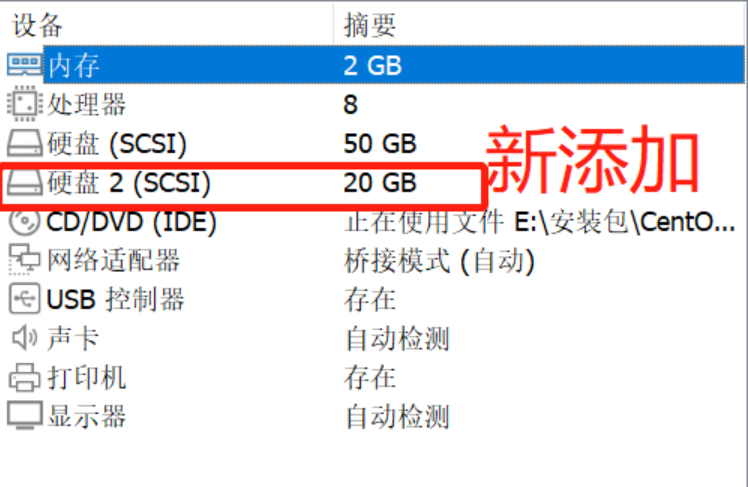 设备 摘要
内存 2 GB
处理器 8
硬盘 (SCSI) 50 GB
新添加
硬盘 2 (SCSI) 20 GB
CD/DVD (IDE) 正在使用文件 E:\安装包\CentO...
网络适配器 桥接模式 (自动)
USB 控制器 存在
声卡 自动检测
打印机 存在
显示器 自动检测